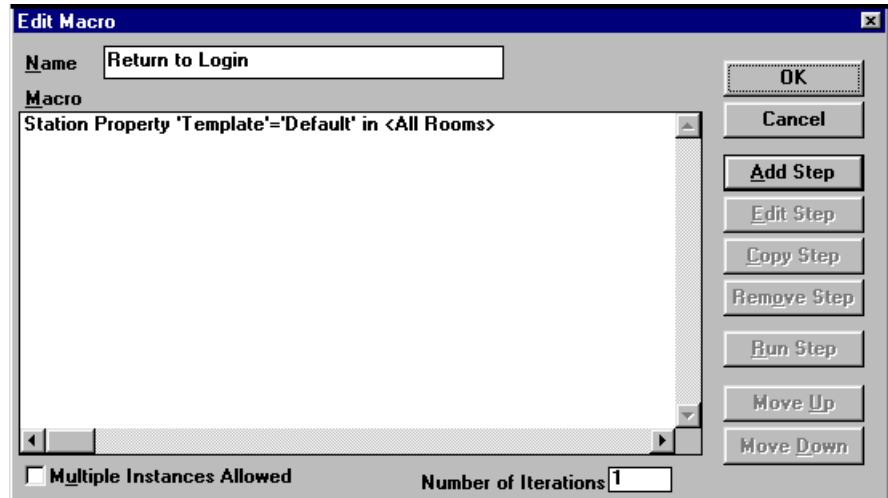 Edit Macro
Name Return to Login
Macro
Station Property 'Template'='Default' in <All Rooms>
OK
Cancel
Add Step
Edit Step
Copy Step
Remove Step
Run Step
Move Up
Move Down
Multiple Instances Allowed
Number of Iterations 1